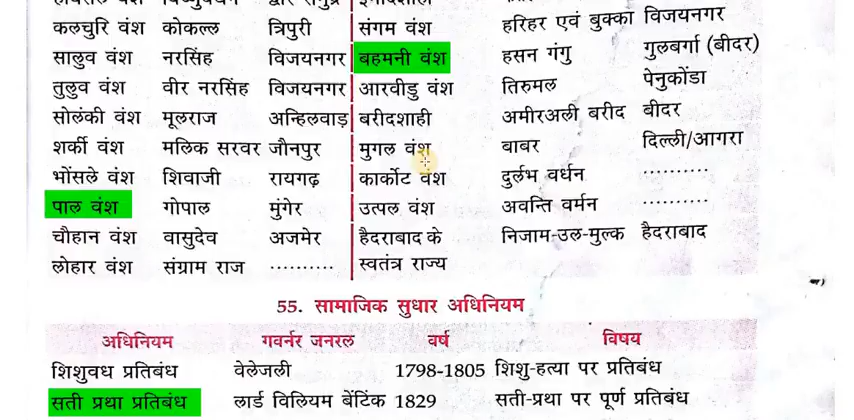 कलचुरि वंश कोकल्ल त्रिपुरी संगम वंश हरिहर एवं बुक्का विजयनगर
सालुव वंश नरसिंह विजयनगर बहमनी वंश हसन गंगु गुलबर्गा (बीदर)
तुलुव वंश वीर नरसिंह विजयनगर आरवीडु वंश तिरुमल पेनुकोंडा
सोलंकी वंश मूलराज अन्हिलवाड़ बरीदशाही अमीरअली बरीद बीदर
शर्की वंश मलिक सरवर जौनपुर मुगल वंश बाबर दिल्ली/आगरा
भोंसले वंश शिवाजी रायगढ़ कार्कोट वंश दुर्लभ वर्धन ..........
पाल वंश गोपाल मुंगेर उत्पल वंश अवन्ति वर्मन ..........
चौहान वंश वासुदेव अजमेर हैदराबाद के निजाम-उल-मुल्क हैदराबाद
लोहार वंश संग्राम राज .......... स्वतंत्र राज्य
55. सामाजिक सुधार अधिनियम
अधिनियम गवर्नर जनरल वर्ष विषय
शिशुवध प्रतिबंध वेलेजली 1798-1805 शिशु-हत्या पर प्रतिबंध
सती प्रथा प्रतिबंध लार्ड विलियम बेंटिंक 1829 सती-प्रथा पर पूर्ण प्रतिबंध